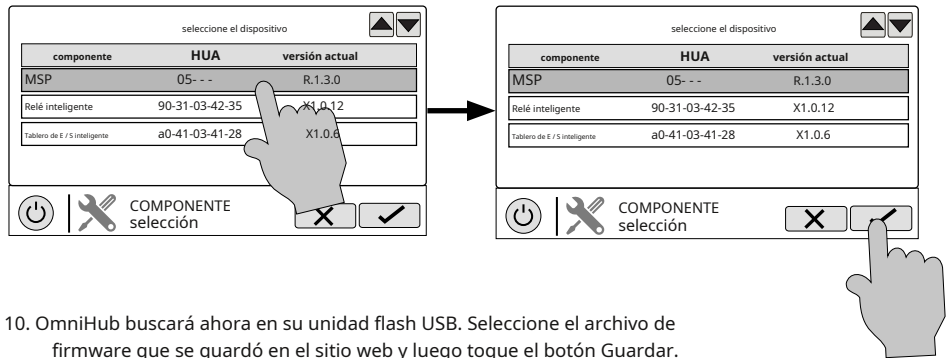 seleccione el dispositivo
componente HUA versión actual
MSP 05- - - R.1.3.0
Relé inteligente 90-31-03-42-35 X1.0.12
Tablero de E / S inteligente a0-41-03-41-28 X1.0.6
COMPONENTE
selección
seleccione el dispositivo
componente HUA versión actual
MSP 05- - - R.1.3.0
Relé inteligente 90-31-03-42-35 X1.0.12
Tablero de E / S inteligente a0-41-03-41-28 X1.0.6
COMPONENTE
selección
10. OmniHub buscará ahora en su unidad flash USB. Seleccione el archivo de
firmware que se guardó en el sitio web y luego toque el botón Guardar.